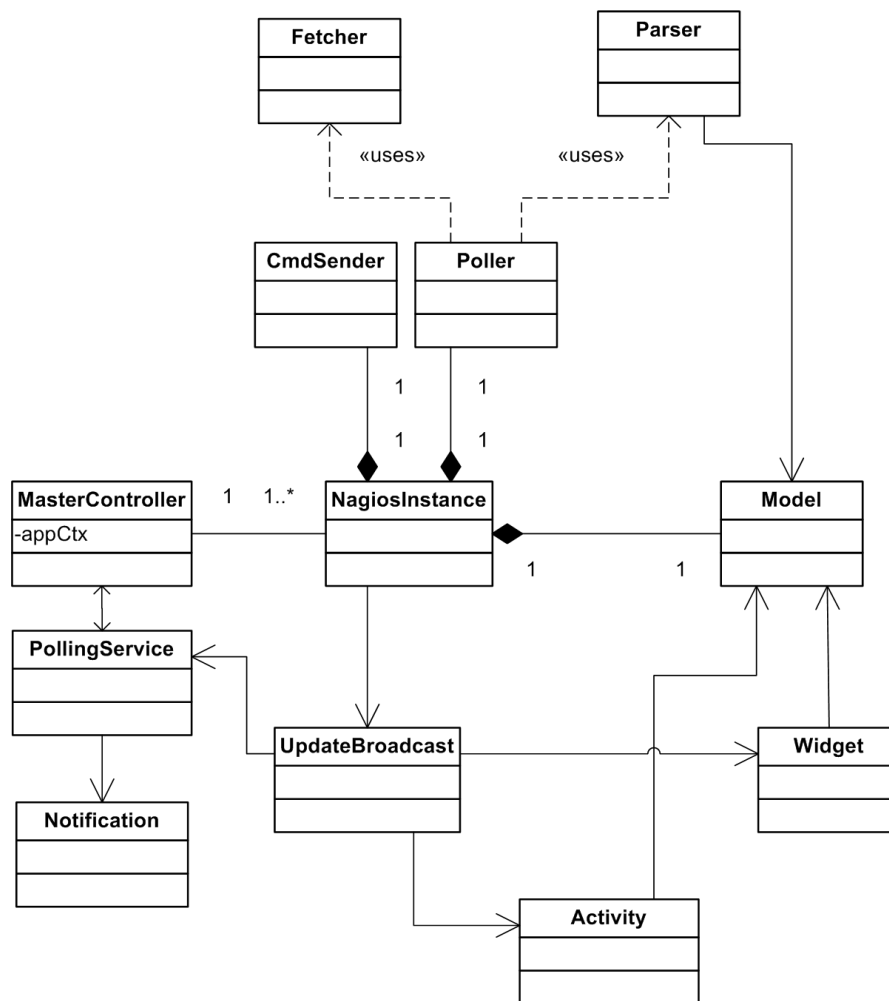 Fetcher
Parser
«uses»
«uses»
CmdSender
Poller
1
1
1
1
MasterController
-appCtx
1
1..*
NagiosInstance
1
1
Model
PollingService
UpdateBroadcast
Widget
Notification
Activity